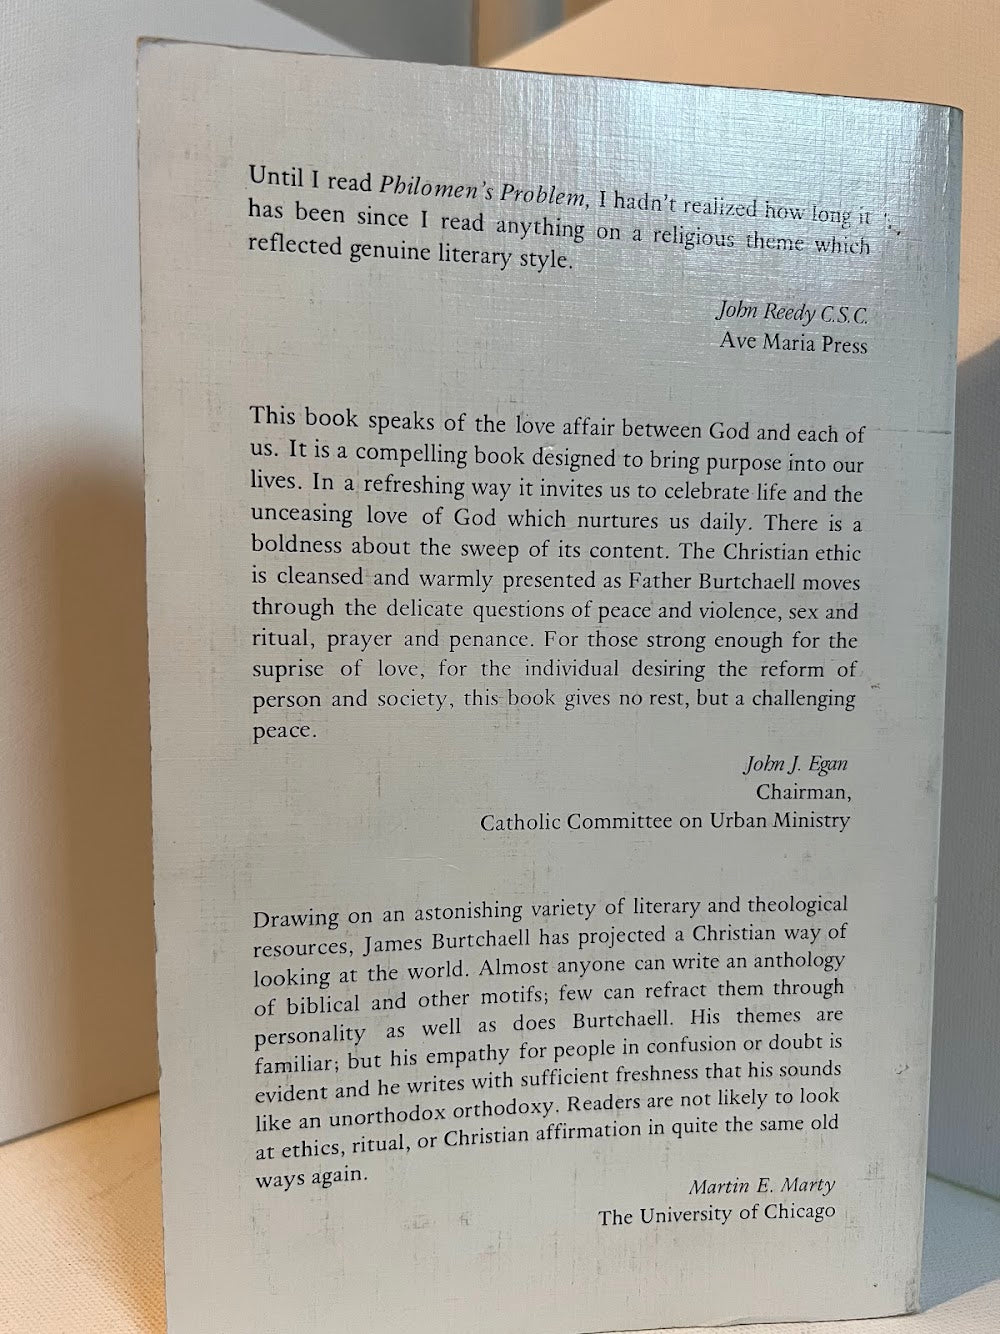 Until I read Philomen's Problem, I hadn't realized how long it
has been since I read anything on a religious theme which
reflected genuine literary style.
John Reedy C.S.C.
Ave Maria Press
This book speaks of the love affair between God and each of
us. It is a compelling book designed to bring purpose into our
lives. In a refreshing way it invites us to celebrate life and the
unceasing love of God which nurtures us daily. There is a
boldness about the sweep of its content. The Christian ethic
is cleansed and warmly presented as Father Burtchaell moves
through the delicate questions of peace and violence, sex and
ritual, prayer and penance. For those strong enough for the
suprise of love, for the individual desiring the reform of
person and society, this book gives no rest, but a challenging
peace.
John J. Egan
Chairman,
Catholic Committee on Urban Ministry
Drawing on an astonishing variety of literary and theological
resources, James Burtchaell has projected a Christian way of
looking at the world. Almost anyone can write an anthology
of biblical and other motifs; few can refract them through
personality as well as does Burtchaell. His themes are
familiar; but his empathy for people in confusion or doubt is
evident and he writes with sufficient freshness that his sounds
like an unorthodox orthodoxy. Readers are not likely to look
at ethics, ritual, or Christian affirmation in quite the same old
ways again.
Martin E. Marty
The University of Chicago